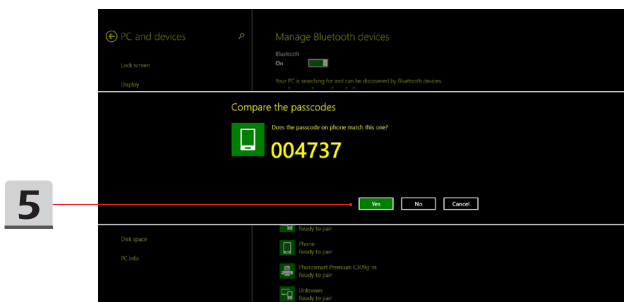 PC and devices
Lock screen
Display
Manage Bluetooth devices
Bluetooth
On
Your PC is searching for and can be discovered by Bluetooth devices
Compare the passcodes
Does the passcode on phone match this one?
004737
Yes No Cancel
5
Disk space
PC info
Ready to pair
Phone
Ready to pair
Photosmart Premium C309g-m
Ready to pair
Unknown
Ready to pair